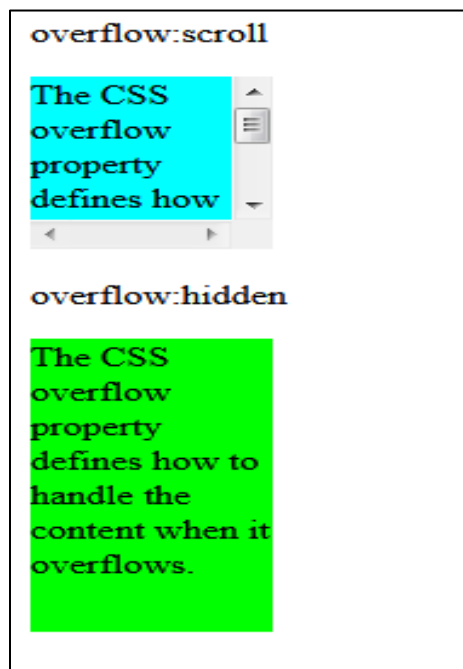 overflow:scroll
The CSS
overflow
property
defines how
overflow:hidden
The CSS
overflow
property
defines how to
handle the
content when it
overflows.